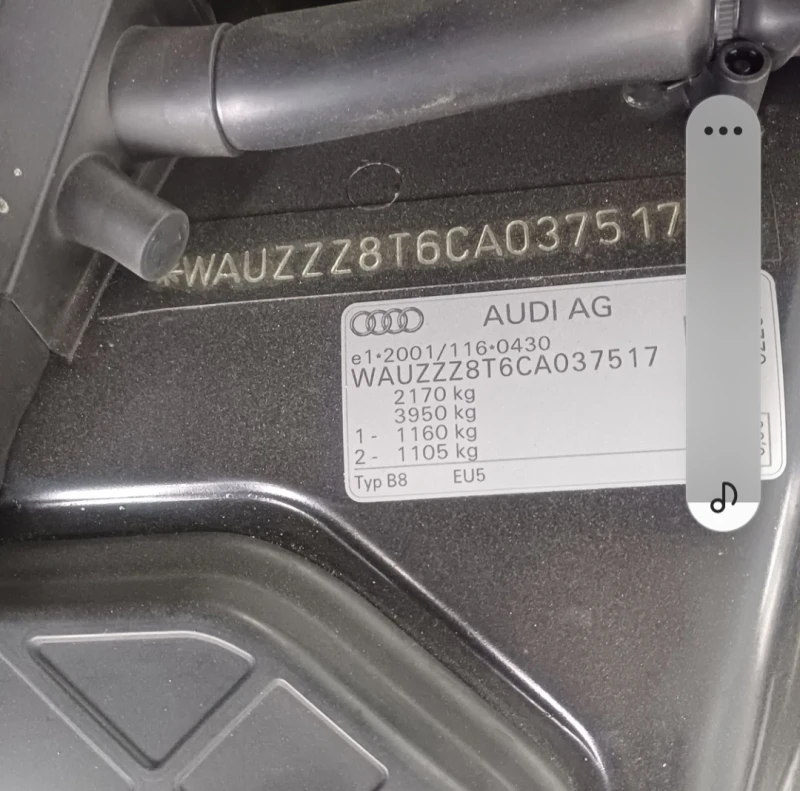 *WAUZZZ8T6CA037517
AUDI AG
e1*2001/116*0430
WAUZZZ8T6CA037517
2170 kg
3950 kg
1 - 1160 kg
2 - 1105 kg
Typ B8 EU5